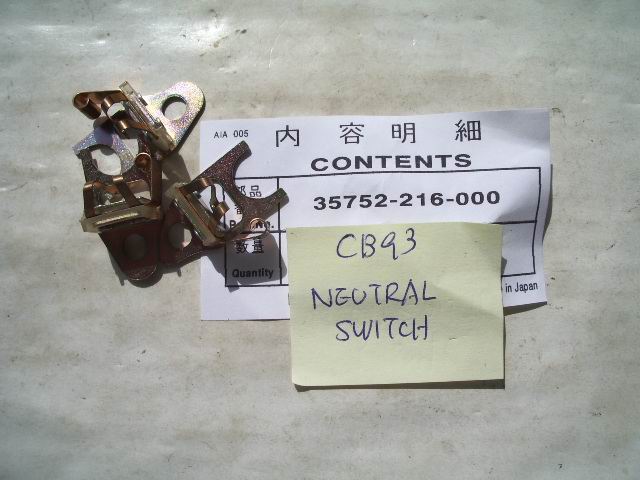 AIA 005
内容明細
CONTENTS
部品
35752-216-000
No.
数量
Quantity
in Japan
CB93
NEUTRAL
SWITCH